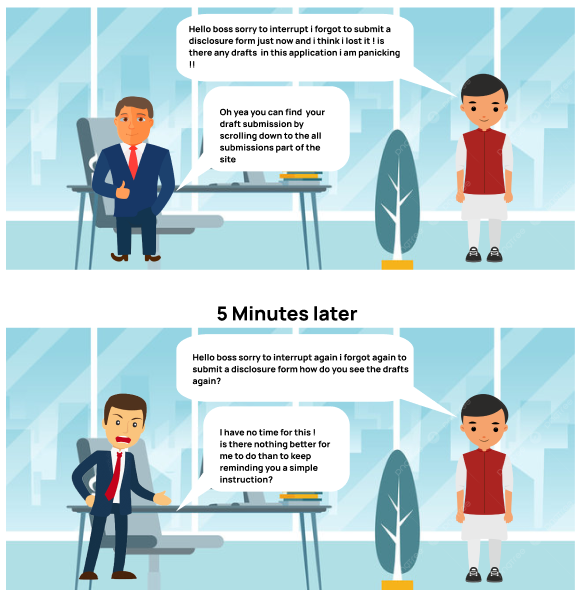 Hello boss sorry to interrupt i forgot to submit a
disclosure form just now and i think i lost it ! is
there any drafts in this application i am panicking
!!
Oh yea you can find your
draft submission by
scrolling down to the all
submissions part of the
site
5 Minutes later
Hello boss sorry to interrupt again i forgot again to
submit a disclosure form how do you see the drafts
again?
I have no time for this !
is there nothing better for
me to do than to keep
reminding you a simple
instruction?